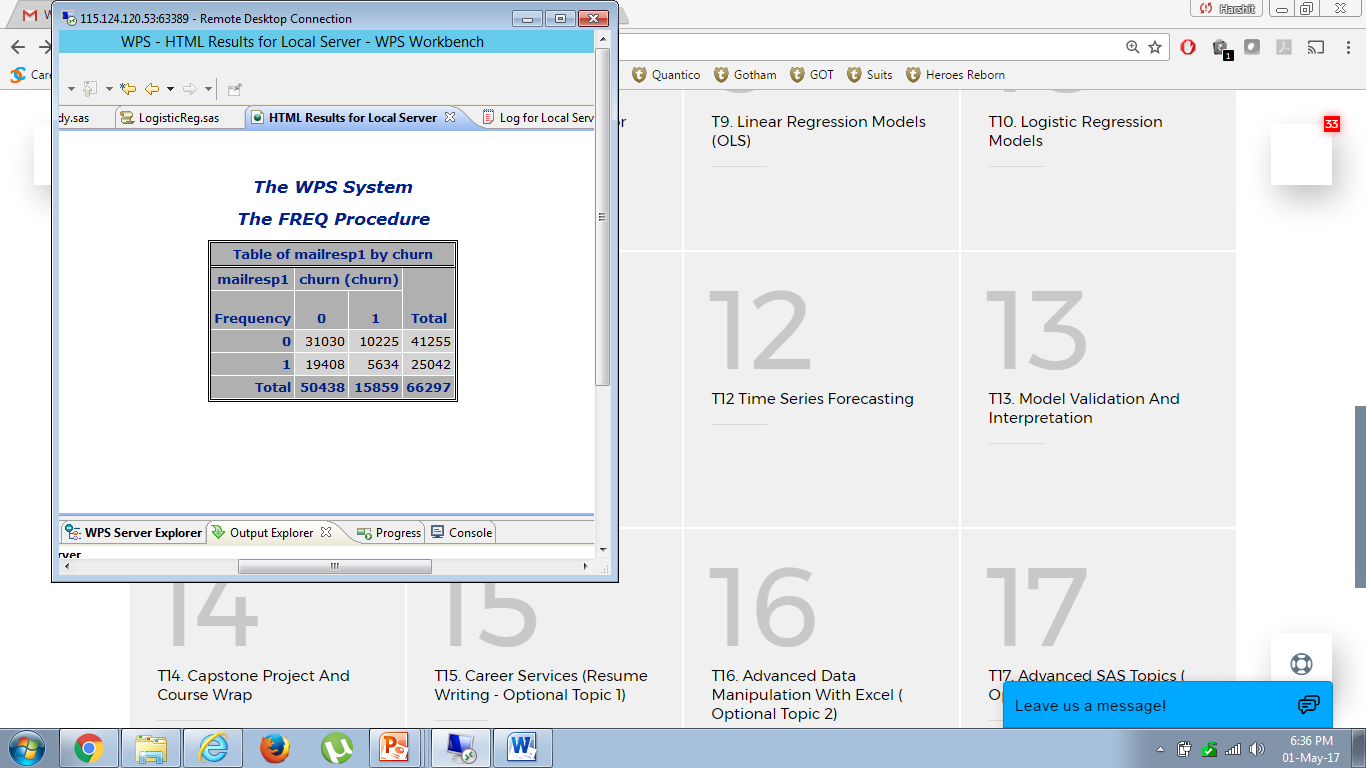 115.124.120.53:63389 - Remote Desktop Connection
WPS - HTML Results for Local Server - WPS Workbench
dy.sas
LogisticReg.sas
HTML Results for Local Server
Log for Local Serv
The WPS System
The FREQ Procedure
Table of mailresp1 by churn
mailresp1 churn (churn)
Frequency 0 1 Total
0 31030 10225 41255
1 19408 5634 25042
Total 50438 15859 66297
WPS Server Explorer
Output Explorer
Progress
Console
Harshit
1
Care
Quantico
Gotham
GOT
Suits
Heroes Reborn
or
T9. Linear Regression Models
(OLS)
T10. Logistic Regression
Models
33
12
T12 Time Series Forecasting
13
T13. Model Validation And
Interpretation
14
T14. Capstone Project And
Course Wrap
15
T15. Career Services (Resume
Writing - Optional Topic 1)
16
T16. Advanced Data
Manipulation With Excel (
Optional Topic 2)
17
T17. Advanced SAS Topics (
Leave us a message!
6:36 PM
01-May-17